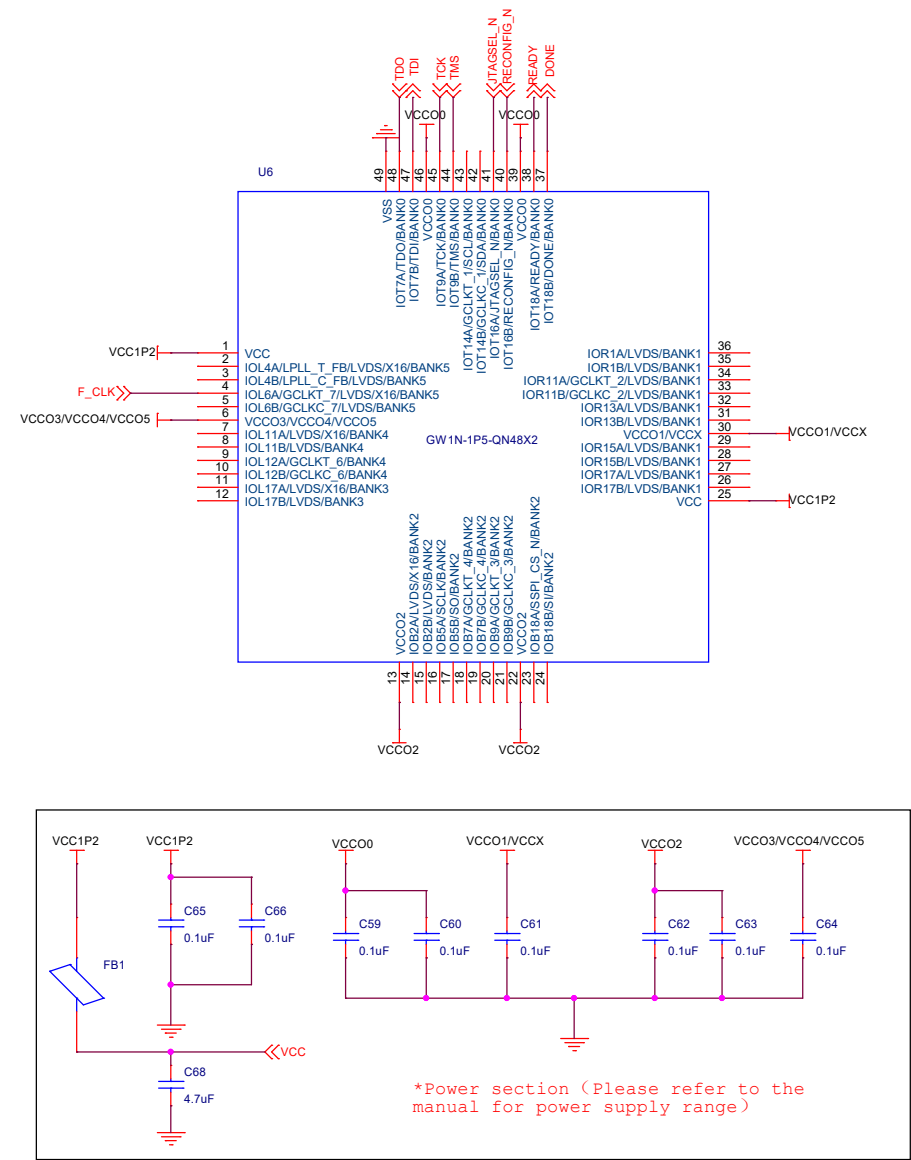 TDO
TDI
TCK
TMS
JTAGSEL_N
RECONFIG_N
READY
DONE
VCCO0
VCCO0
U6
49
48
47
46
45
44
43
42
41
40
39
38
37
VSS
IOT7A/TDO/BANK0
IOT7B/TDI/BANK0
VCCO0
IOT9A/TCK/BANK0
IOT9B/TMS/BANK0
IOT14A/GCLKT_1/SCL/BANK0
IOT14B/GCLKC_1/SDA/BANK0
IOT16A/JTAGSEL_N/BANK0
IOT16B/RECONFIG_N/BANK0
VCCO0
IOT18A/READY/BANK0
IOT18B/DONE/BANK0
VCC1P2
F_CLK
VCCO3/VCCO4/VCCO5
1 VCC
2 IOL4A/LPLL_T_FB/LVDS/X16/BANK5
3 IOL4B/LPLL_C_FB/LVDS/BANK5
4 IOL6A/GCLKT_7/LVDS/X16/BANK5
5 IOL6B/GCLKC_7/LVDS/BANK5
6 VCCO3/VCCO4/VCCO5
7 IOL11A/LVDS/X16/BANK4
8 IOL11B/LVDS/BANK4
9 IOL12A/GCLKT_6/BANK4
10 IOL12B/GCLKC_6/BANK4
11 IOL17A/LVDS/X16/BANK3
12 IOL17B/LVDS/BANK3
GW1N-1P5-QN48X2
IOR1A/LVDS/BANK1 36
IOR1B/LVDS/BANK1 35
IOR11A/GCLKT_2/LVDS/BANK1 34
IOR11B/GCLKC_2/LVDS/BANK1 33
IOR13A/LVDS/BANK1 32
IOR13B/LVDS/BANK1 31
VCCO1/VCCX 30
IOR15A/LVDS/BANK1 29
IOR15B/LVDS/BANK1 28
IOR17A/LVDS/BANK1 27
IOR17B/LVDS/BANK1 26
VCC 25
VCCO1/VCCX
VCC1P2
VCCO2
IOB2A/LVDS/X16/BANK2
IOB2B/LVDS/BANK2
IOB5A/SCLK/BANK2
IOB5B/SO/BANK2
IOB7A/GCLKT_4/BANK2
IOB7B/GCLKC_4/BANK2
IOB9A/GCLKT_3/BANK2
IOB9B/GCLKC_3/BANK2
VCCO2
IOB18A/SSPI_CS_N/BANK2
IOB18B/SI/BANK2
13
14
15
16
17
18
19
20
21
22
23
24
VCCO2
VCCO2
VCC1P2
VCC1P2
VCCO0
VCCO1/VCCX
VCCO2
VCCO3/VCCO4/VCCO5
C65
0.1uF
C66
0.1uF
C59
0.1uF
C60
0.1uF
C61
0.1uF
C62
0.1uF
C63
0.1uF
C64
0.1uF
FB1
VCC
C68
4.7uF
*Power section（Please refer to the
manual for power supply range）